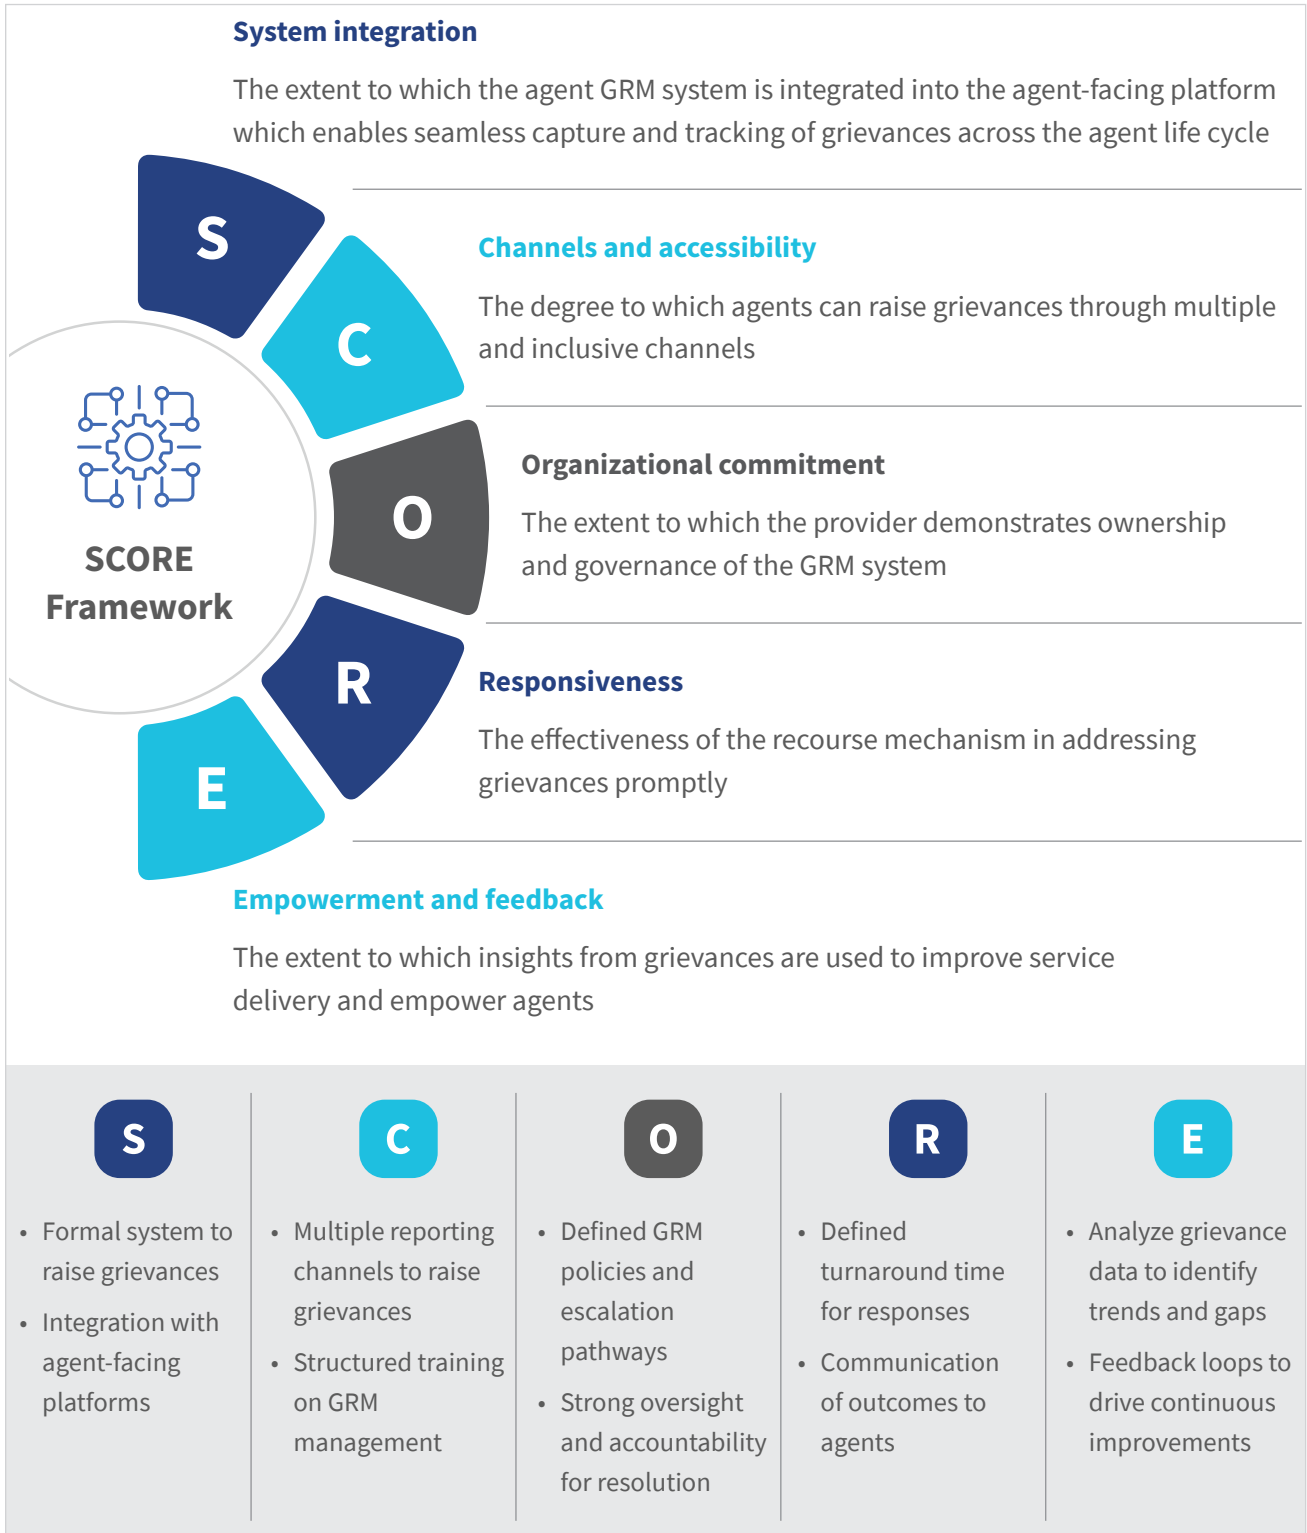 System integration
The extent to which the agent GRM system is integrated into the agent-facing platform
which enables seamless capture and tracking of grievances across the agent life cycle
S
Channels and accessibility
The degree to which agents can raise grievances through multiple
and inclusive channels
C
Organizational commitment
The extent to which the provider demonstrates ownership
and governance of the GRM system
O
SCORE
Framework
Responsiveness
The effectiveness of the recourse mechanism in addressing
grievances promptly
R
E
Empowerment and feedback
The extent to which insights from grievances are used to improve service
delivery and empower agents
S
• Formal system to
raise grievances
• Integration with
agent-facing
platforms
C
• Multiple reporting
channels to raise
grievances
• Structured training
on GRM
management
O
• Defined GRM
policies and
escalation
pathways
• Strong oversight
and accountability
for resolution
R
• Defined
turnaround time
for responses
• Communication
of outcomes to
agents
E
• Analyze grievance
data to identify
trends and gaps
• Feedback loops to
drive continuous
improvements